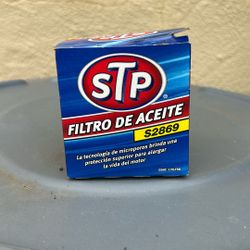 STP
®
FILTRO DE ACEITE
S2869
La tecnología de microporos brinda una
protección superior para alargar
la vida del motor